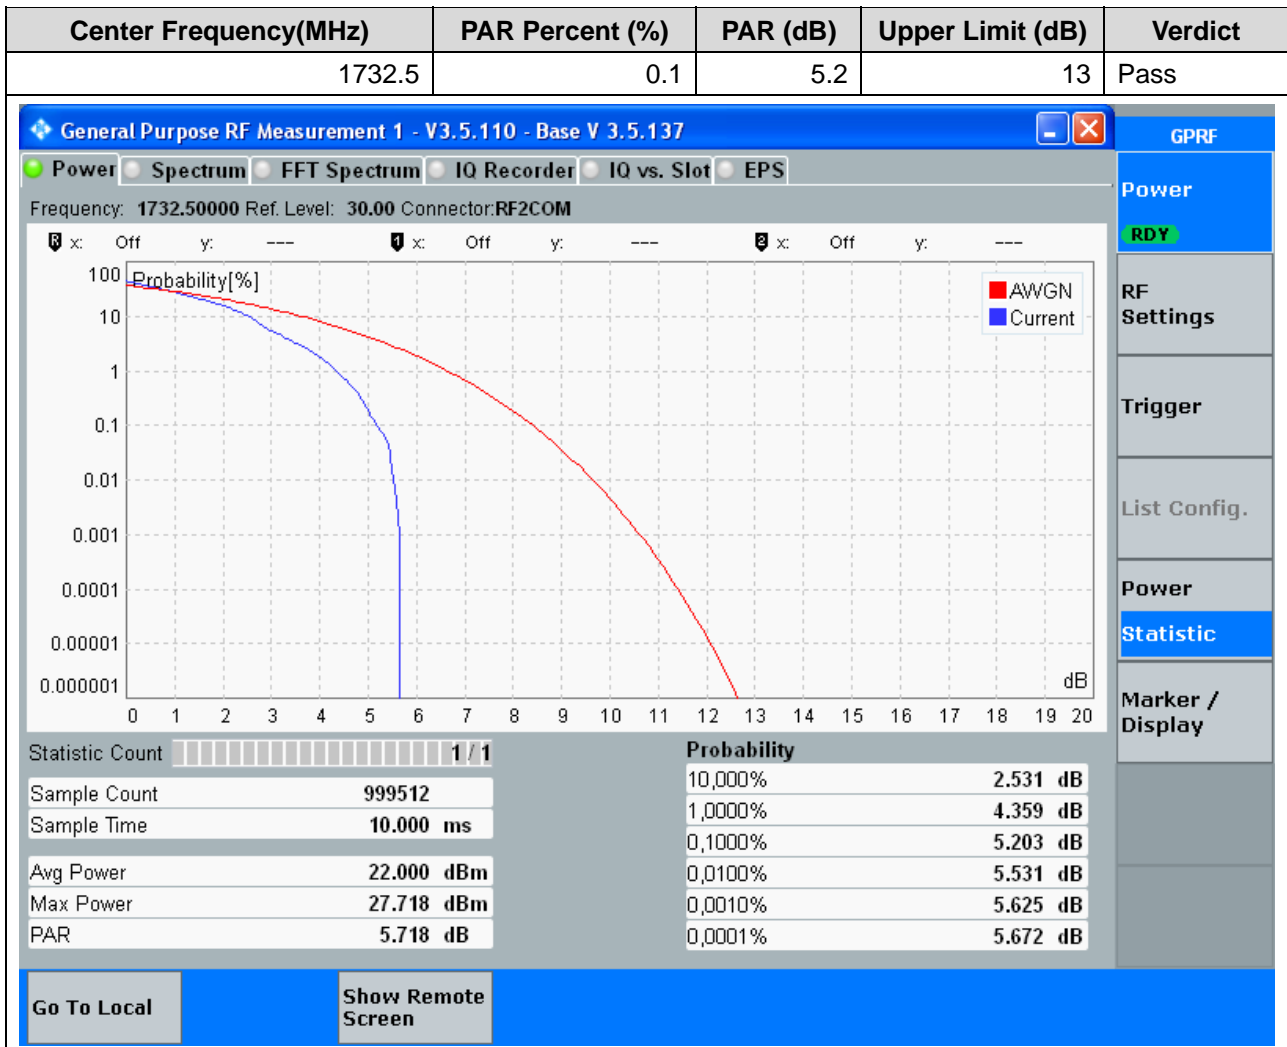 Center Frequency(MHz) PAR Percent (%) PAR (dB) Upper Limit (dB) Verdict
1732.5 0.1 5.2 13 Pass
General Purpose RF Measurement 1 - V3.5.110 - Base V 3.5.137
GPRF
Power Spectrum FFT Spectrum IQ Recorder IQ vs. Slot EPS
Power
RDY
Frequency: 1732.50000 Ref. Level: 30.00 Connector:RF2COM
R x: Off y: --- 1 x: Off y: --- 2 x: Off y: ---
Probability[%]
100
10
1
0.1
0.01
0.001
0.0001
0.00001
0.000001
AWGN
Current
dB
0 1 2 3 4 5 6 7 8 9 10 11 12 13 14 15 16 17 18 19 20
RF
Settings
Trigger
List Config.
Power
Statistic
Marker /
Display
Statistic Count 1 / 1
Sample Count 999512
Sample Time 10.000 ms
Avg Power 22.000 dBm
Max Power 27.718 dBm
PAR 5.718 dB
Probability
10,000% 2.531 dB
1,0000% 4.359 dB
0,1000% 5.203 dB
0,0100% 5.531 dB
0,0010% 5.625 dB
0,0001% 5.672 dB
Go To Local
Show Remote
Screen